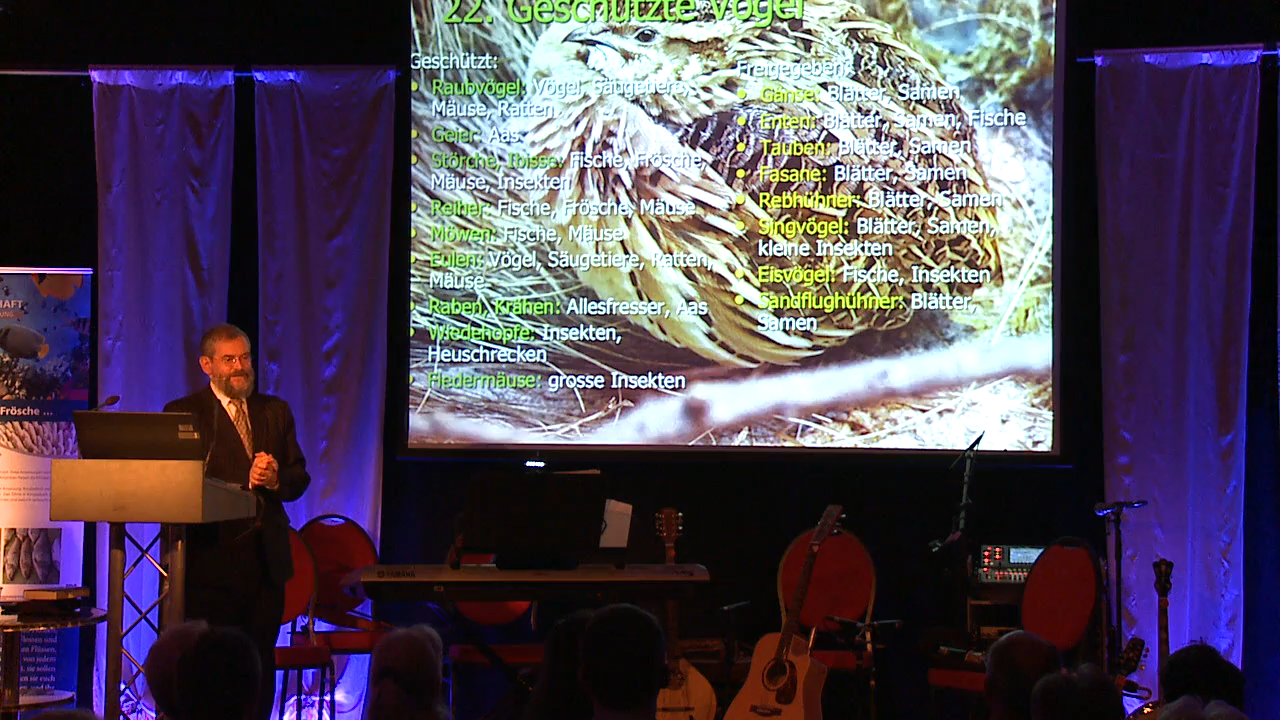 22. Geschützte Vögel
Geschützt:
• Raubvögel: Vögel, Säugetiere,
Mäuse, Ratten
• Geier: Aas
• Störche, Ibisse: Fische, Frösche,
Mäuse, Insekten
• Reiher: Fische, Frösche, Mäuse
• Möwen: Fische, Mäuse
• Eulen: Vögel, Säugetiere, Ratten,
Mäuse
• Raben, Krähen: Allesfresser, Aas
• Wiedehopfe: Insekten,
Heuschrecken
• Fledermäuse: grosse Insekten
Freigegeben:
• Gänse: Blätter, Samen
• Enten: Blätter, Samen, Fische
• Tauben: Blätter, Samen
• Fasane: Blätter, Samen
• Rebhühner: Blätter, Samen
• Singvögel: Blätter, Samen,
kleine Insekten
• Eisvögel: Fische, Insekten
• Sandflughühner: Blätter,
Samen
HAFT
Frösche ...
YAMAHA